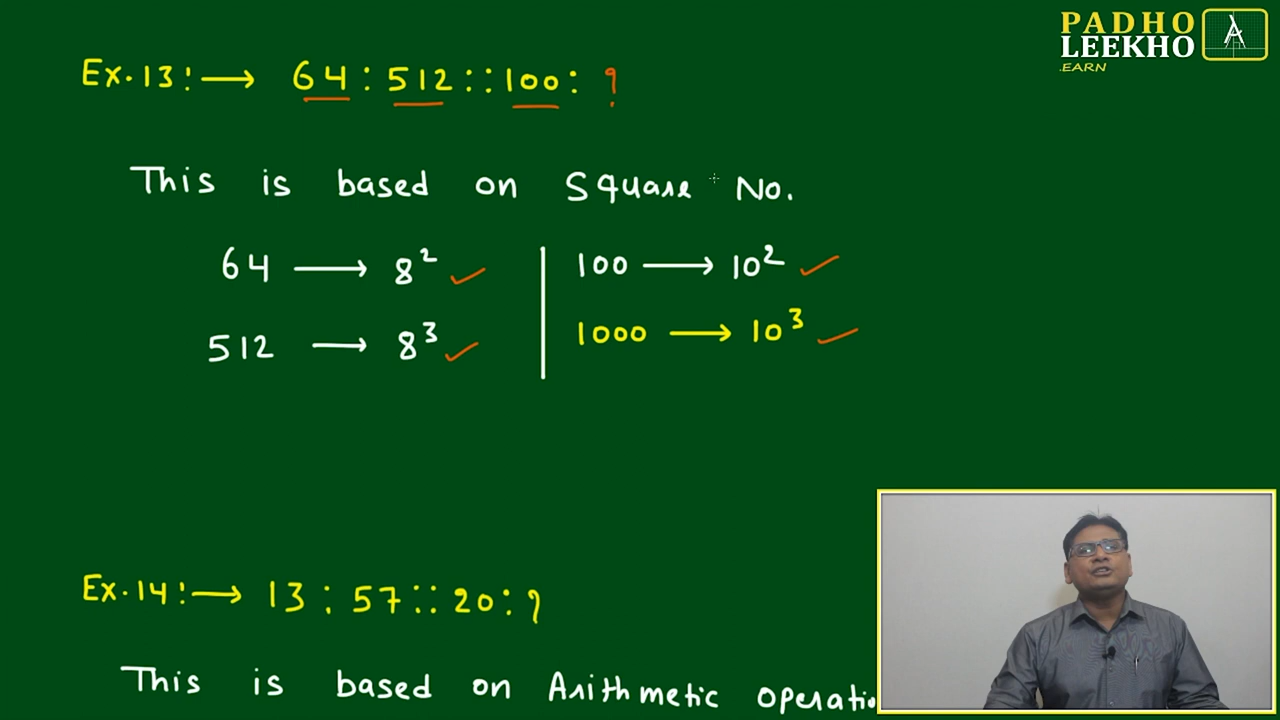 PADHO
LEEKHO
.EARN
Ex.13:→ 64:512::100:?
This is based on Square No.
64 → 8²
100 → 10²
512 → 8³
1000 → 10³
Ex.14:→ 13:57::20:?
This is based on Arithmetic operatio